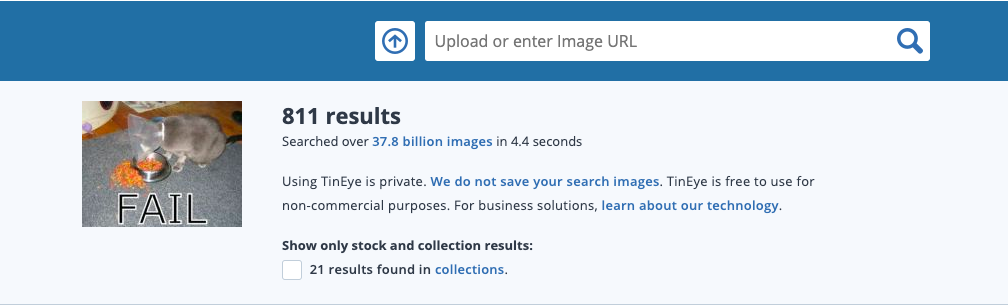 Upload or enter Image URL
811 results
Searched over 37.8 billion images in 4.4 seconds
Using TinEye is private. We do not save your search images. TinEye is free to use for
non-commercial purposes. For business solutions, learn about our technology.
FAIL
Show only stock and collection results:
21 results found in collections.